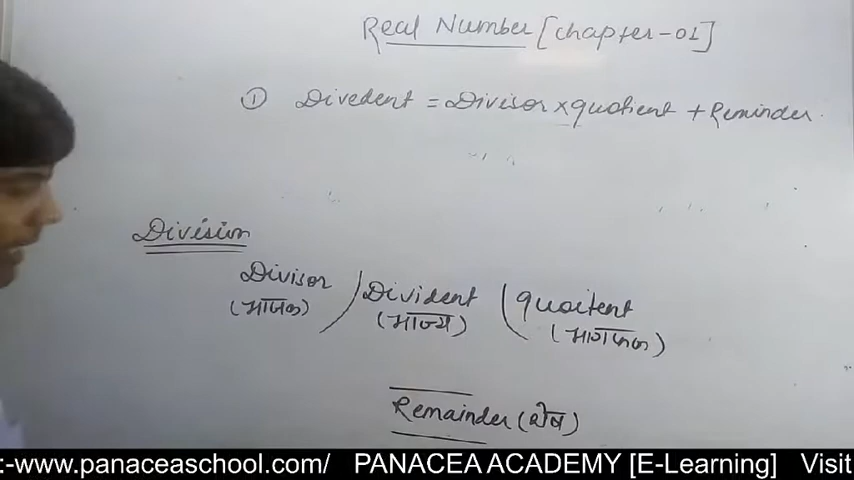 Real Number [chapter-01]
① Divedent = Divisor × quotient + Reminder
Division
Divisor ) Divident ( quoitent
(भाजक) (भाज्य) (भागफल)
Remainder (शेष)
:-www.panaceaschool.com/ PANACEA ACADEMY [E-Learning] Visit